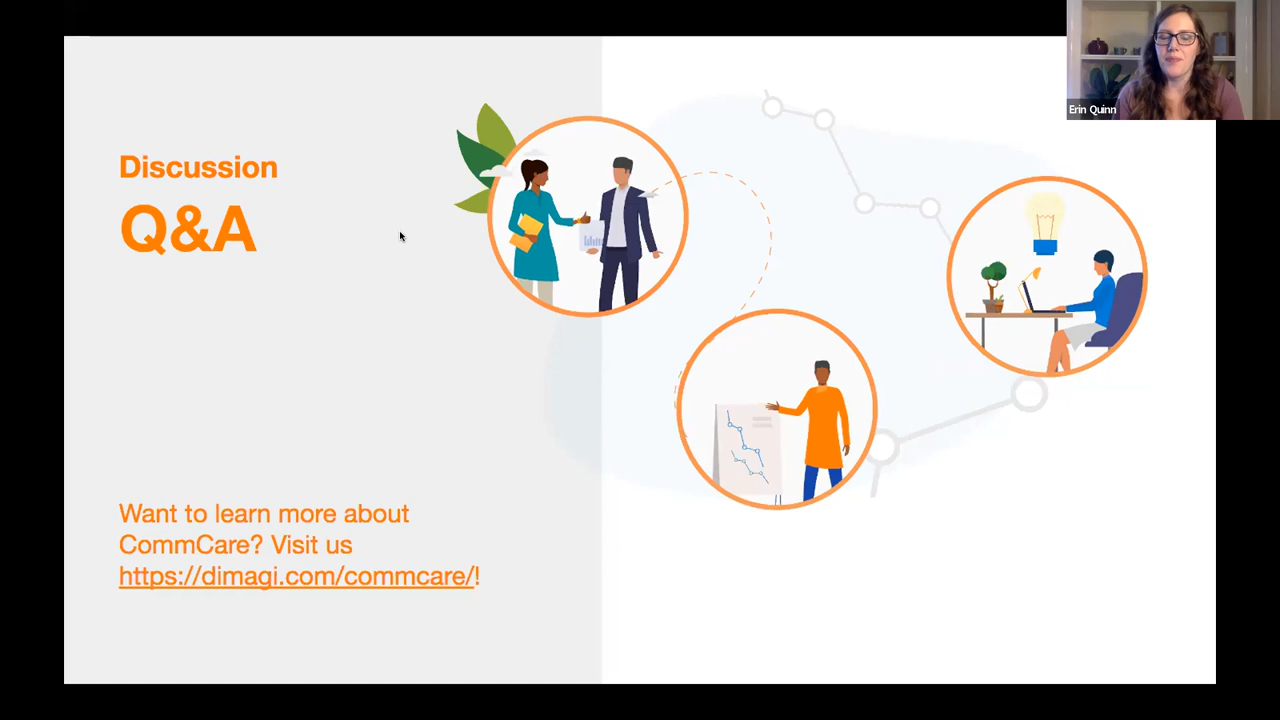 Erin Quinn
Discussion
Q&A
Want to learn more about
CommCare? Visit us
https://dimagi.com/commcare/!